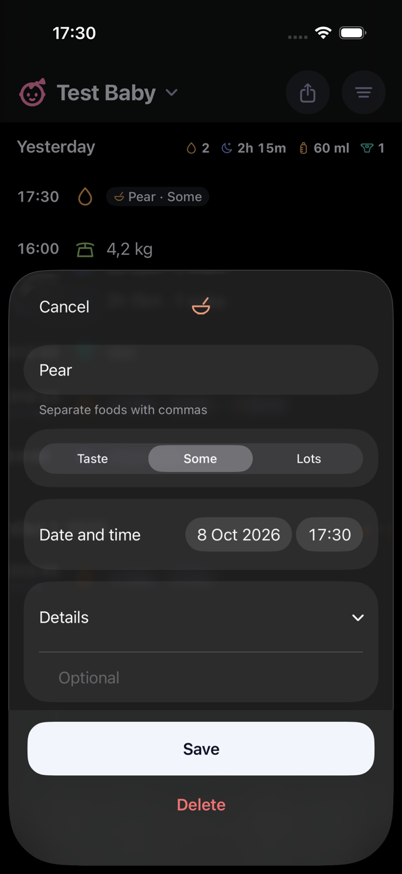 17:30
Test Baby
Yesterday 2 2h 15m 60 ml 1
17:30 Pear · Some
16:00 4,2 kg
Cancel
Pear
Separate foods with commas
Taste Some Lots
Date and time 8 Oct 2026 17:30
Details
Optional
Save
Delete